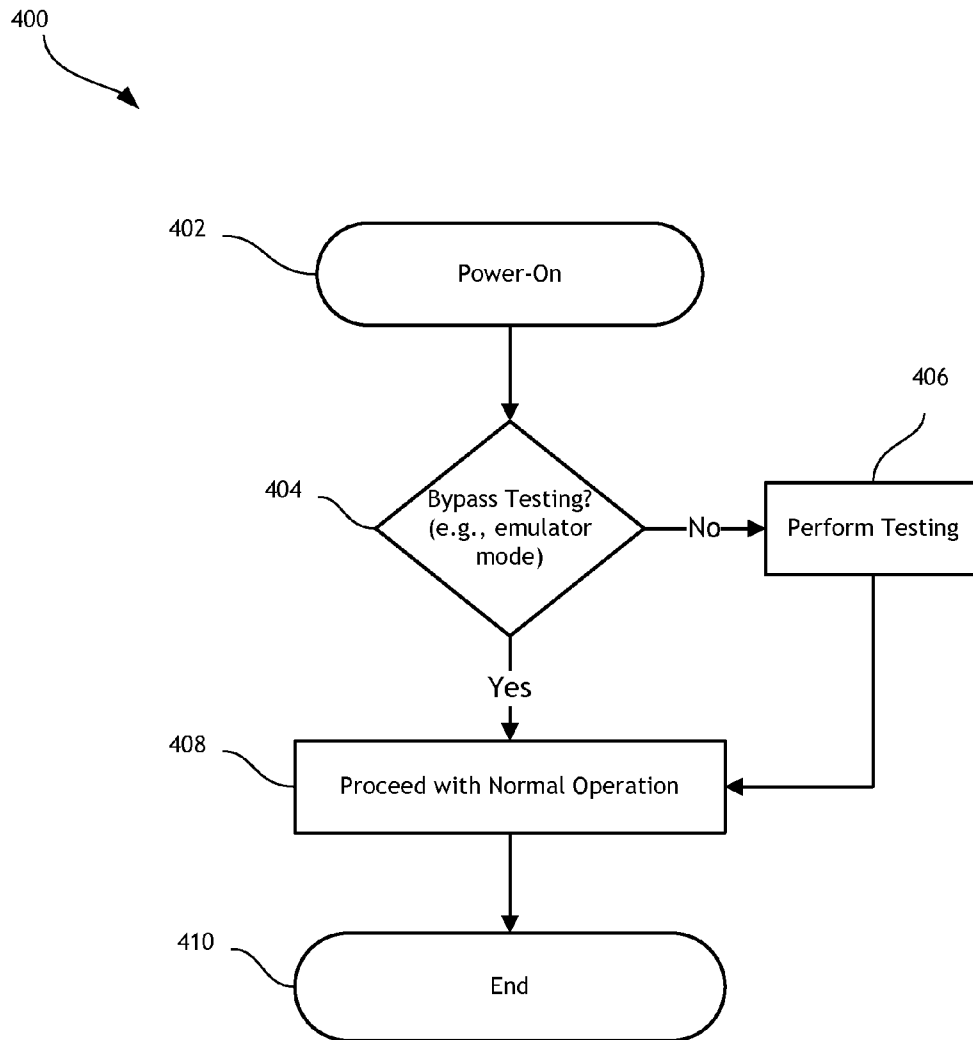 400
402
Power-On
406
404
Bypass Testing?
(e.g., emulator
mode)
No
Perform Testing
Yes
408
Proceed with Normal Operation
410
End